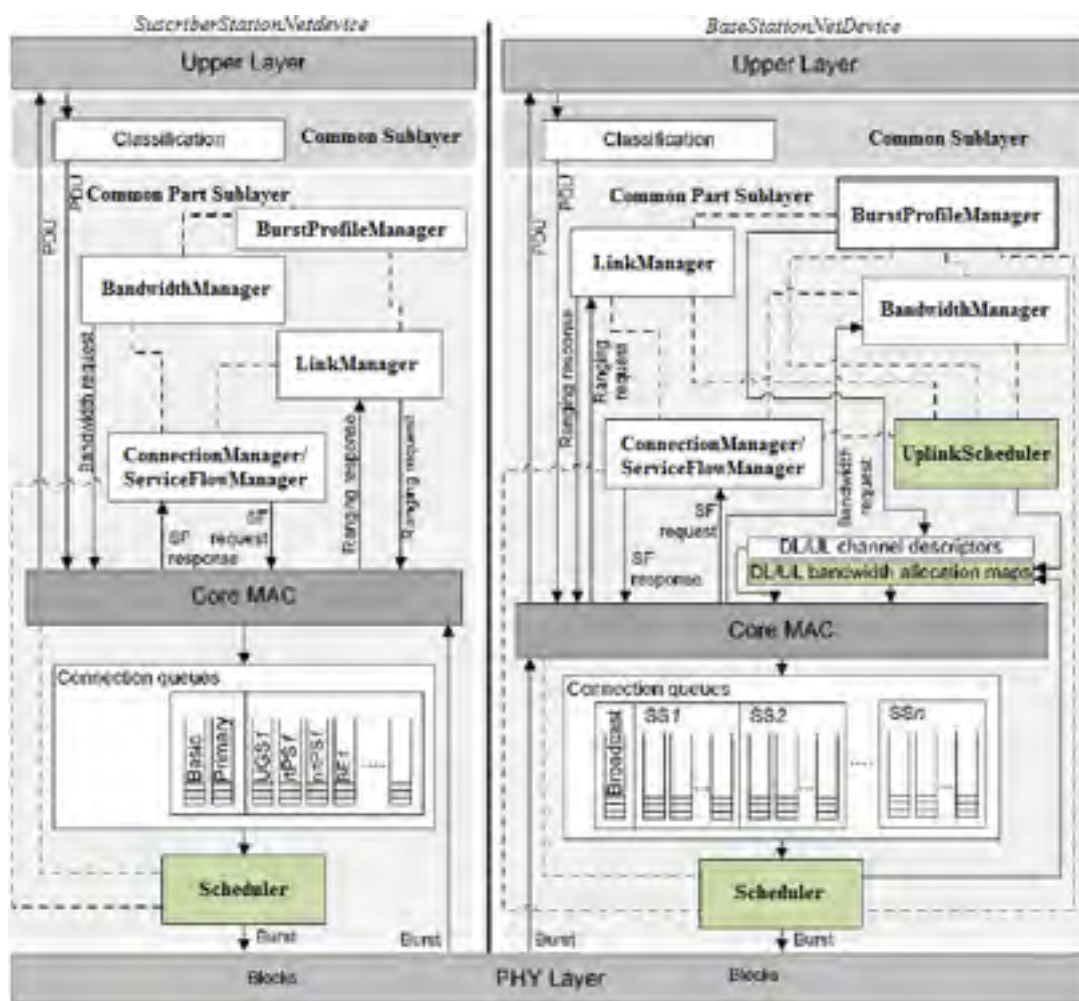 SuscriberStationNetdevice
Upper Layer
Classification
Common Sublayer
PDU
PDU
Common Part Sublayer
BurstProfileManager
BandwidthManager
LinkManager
Bandwidth request
ConnectionManager/
ServiceFlowManager
SF
response
SF
request
Ranging response
Ranging request
Core MAC
Connection queues
Basic
Primary
UGS1
rtPS1
nrtPS1
BE1
....
Scheduler
Burst
Burst
Blocks
BaseStationNetDevice
Upper Layer
Classification
Common Sublayer
PDU
PDU
Common Part Sublayer
BurstProfileManager
LinkManager
BandwidthManager
Ranging response
Ranging
request
ConnectionManager/
ServiceFlowManager
UplinkScheduler
Bandwidth
request
SF
request
SF
response
DL/UL channel descriptors
DL/UL bandwidth allocation maps
Core MAC
Connection queues
Broadcast
SS1
SS2
....
SSn
Scheduler
Burst
Burst
Blocks
PHY Layer